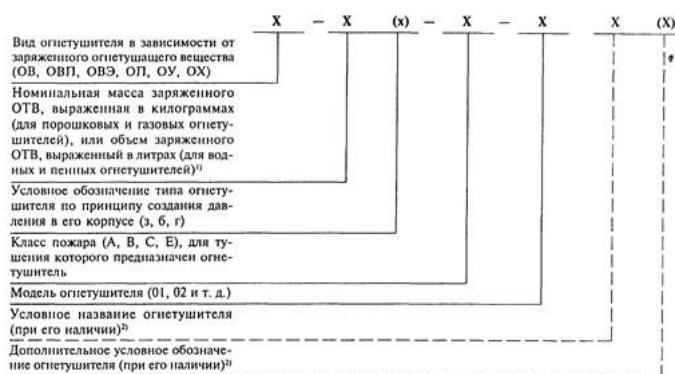 X – X (x) – X – X X (X)
Вид огнетушителя в зависимости от
заряженного огнетушащего вещества
(ОВ, ОВП, ОВЭ, ОП, ОУ, ОХ)
Номинальная масса заряженного
ОТВ, выраженная в килограммах
(для порошковых и газовых огнету-
шителей), или объем заряженного
ОТВ, выраженный в литрах (для вод-
ных и пенных огнетушителей)¹⁾
Условное обозначение типа огнету-
шителя по принципу создания дав-
ления в его корпусе (з, б, г)
Класс пожара (А, В, С, Е), для ту-
шения которого предназначен огне-
тушитель
Модель огнетушителя (01, 02 и т. д.)
Условное название огнетушителя
(при его наличии)²⁾
Дополнительное условное обозначе-
ние огнетушителя (при его наличии)²⁾